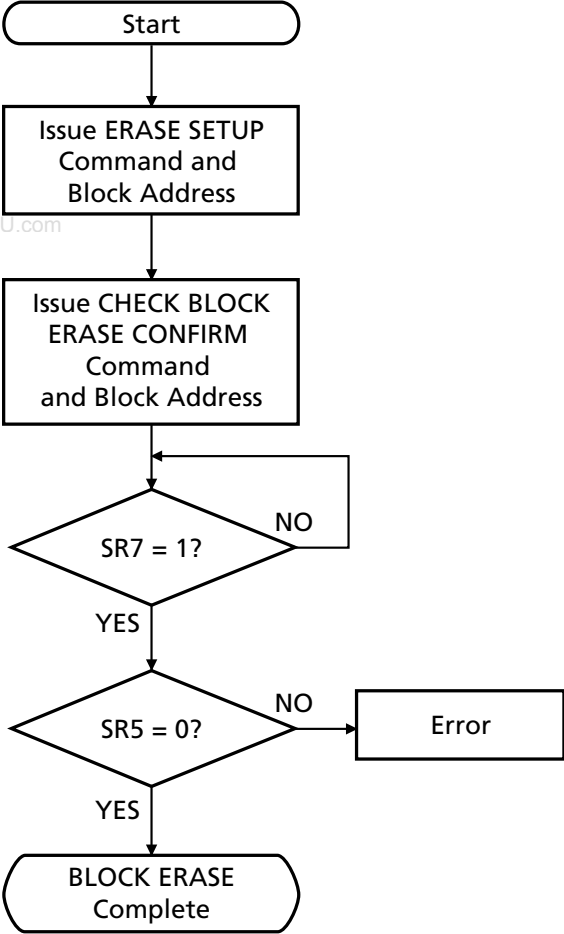 Start
Issue ERASE SETUP
Command and
Block Address
U.com
Issue CHECK BLOCK
ERASE CONFIRM
Command
and Block Address
NO
SR7 = 1?
YES
NO
SR5 = 0?
Error
YES
BLOCK ERASE
Complete